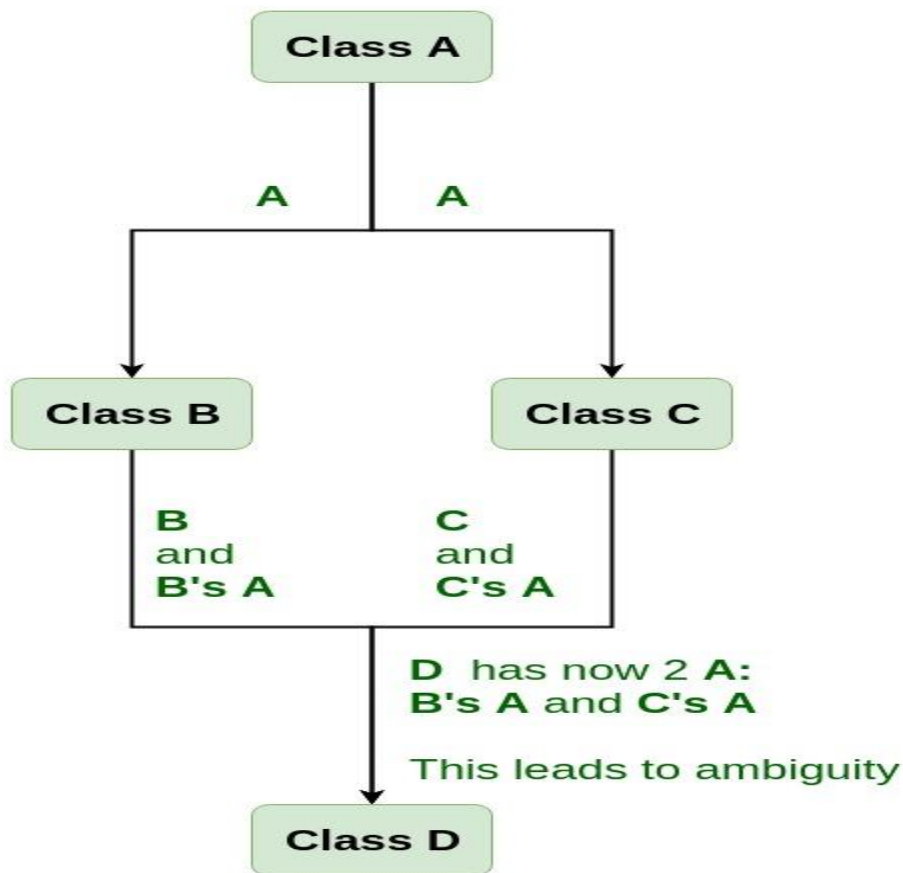 Class A
A
A
Class B
Class C
B
and
B's A
C
and
C's A
D has now 2 A:
B's A and C's A
This leads to ambiguity
Class D